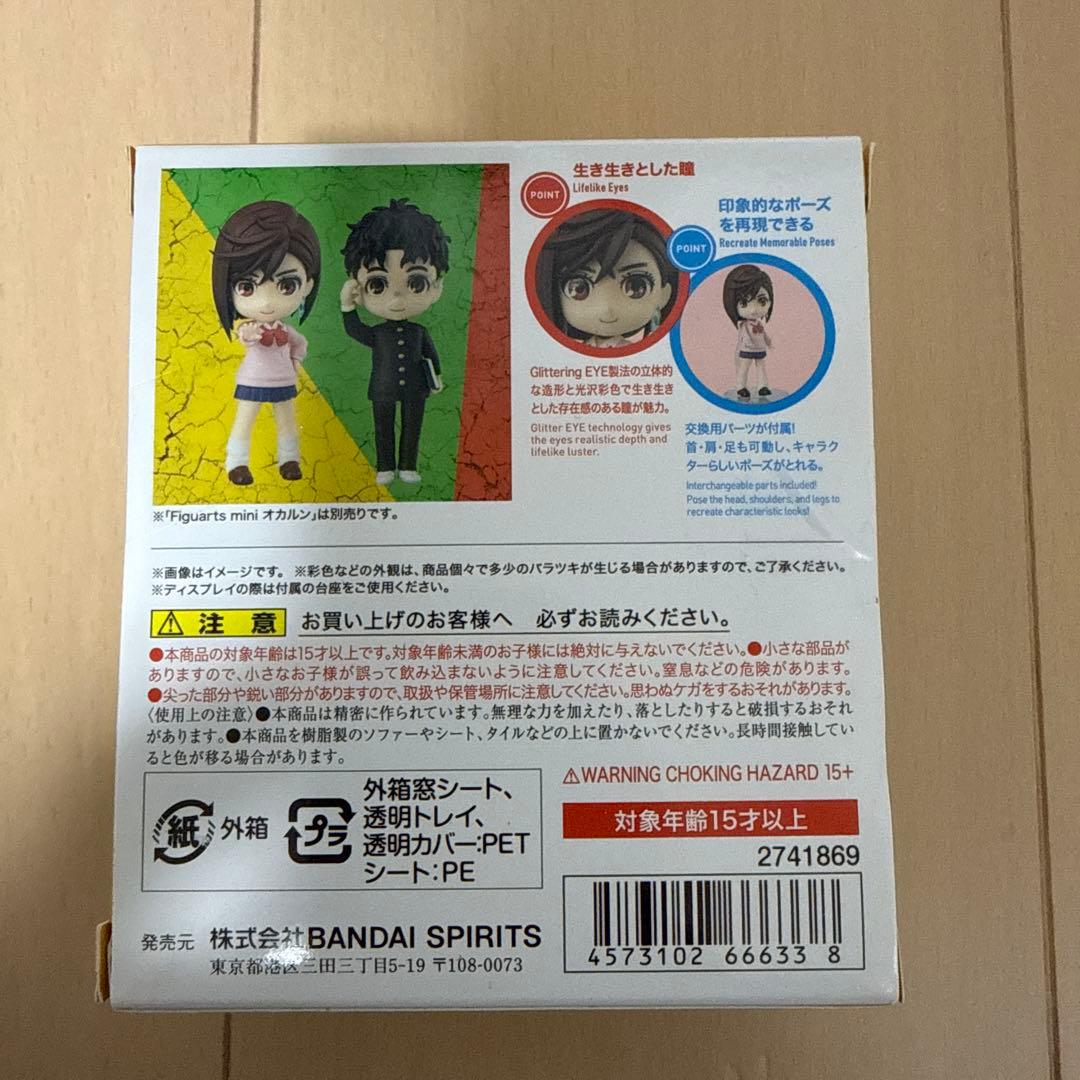 POINT
生き生きとした瞳
Lifelike Eyes
POINT
印象的なポーズ
を再現できる
Recreate Memorable Poses
Glittering EYE製法の立体的
な造形と光沢彩色で生き生き
とした存在感のある瞳が魅力。
Glitter EYE technology gives
the eyes realistic depth and
lifelike luster.
交換用パーツが付属!
首・肩・足も可動し、キャラク
ターらしいポーズがとれる。
Interchangeable parts included!
Pose the head, shoulders, and legs to
recreate characteristic looks!
※「Figuarts mini オカルン」は別売りです。
※画像はイメージです。 ※彩色などの外観は、商品個々で多少のバラツキが生じる場合がありますので、ご了承ください。
※ディスプレイの際は付属の台座をご使用ください。
⚠ 注 意 お買い上げのお客様へ 必ずお読みください。
●本商品の対象年齢は15才以上です。対象年齢未満のお子様には絶対に与えないでください。●小さな部品が
ありますので、小さなお子様が誤って飲み込まないように注意してください。窒息などの危険があります。
●尖った部分や鋭い部分がありますので、取扱や保管場所に注意してください。思わぬケガをするおそれがあります。
〈使用上の注意〉●本商品は精密に作られています。無理な力を加えたり、落としたりすると破損するおそれ
があります。●本商品を樹脂製のソファーやシート、タイルなどの上に置かないでください。長時間接触してい
ると色が移る場合があります。
紙 外箱
プラ
外箱窓シート、
透明トレイ、
透明カバー:PET
シート:PE
⚠WARNING CHOKING HAZARD 15+
対象年齢15才以上
2741869
4573102 66633 8
発売元 株式会社BANDAI SPIRITS
東京都港区三田三丁目5-19 〒108-0073